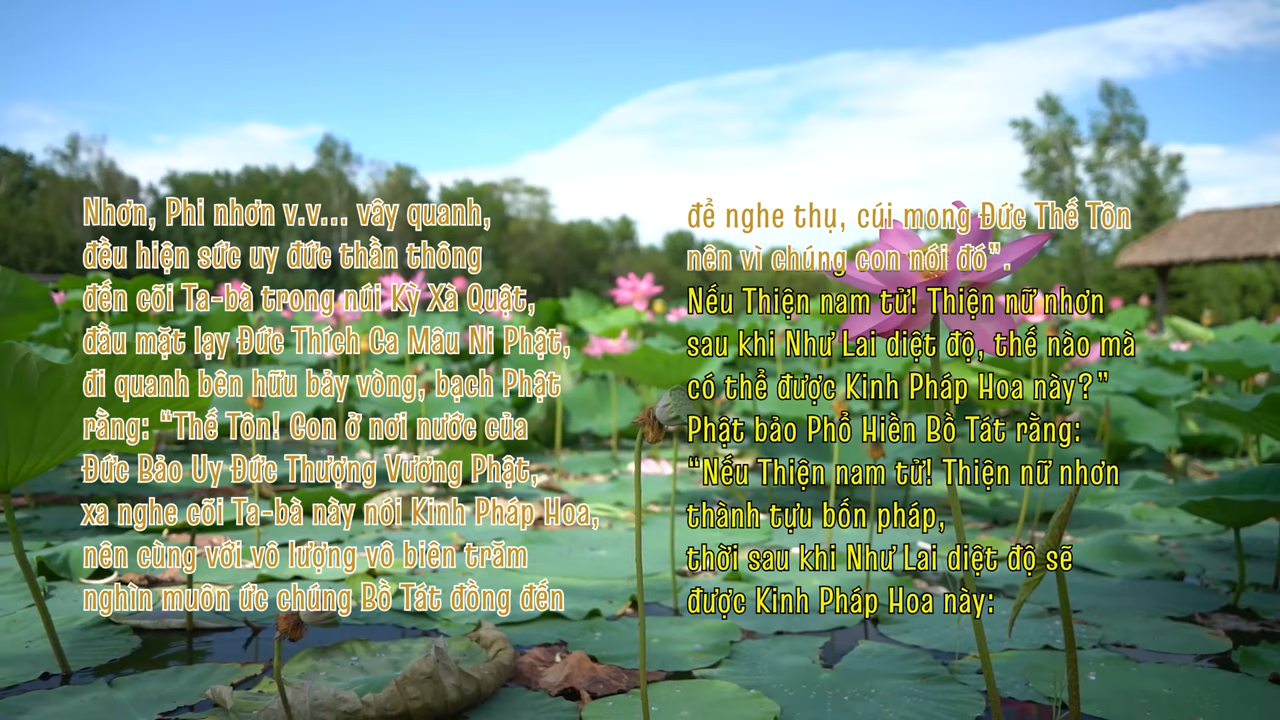 Nhơn, Phi nhơn v.v... vây quanh,
đều hiện sức uy đức thần thông
đến cõi Ta-bà trong núi Kỳ Xà Quật,
đầu mặt lạy Đức Thích Ca Mâu Ni Phật,
đi quanh bên hữu bảy vòng, bạch Phật
rằng: “Thế Tôn! Con ở nơi nước của
Đức Bảo Uy Đức Thượng Vương Phật,
xa nghe cõi Ta-bà này nói Kinh Pháp Hoa,
nên cùng với vô lượng vô biên trăm
nghìn muôn ức chúng Bồ Tát đồng đến
để nghe thụ, cúi mong Đức Thế Tôn
nên vì chúng con nói đó”.
Nếu Thiện nam tử! Thiện nữ nhơn
sau khi Như Lai diệt độ, thế nào mà
có thể được Kinh Pháp Hoa này?”
Phật bảo Phổ Hiền Bồ Tát rằng:
“Nếu Thiện nam tử! Thiện nữ nhơn
thành tựu bốn pháp,
thời sau khi Như Lai diệt độ sẽ
được Kinh Pháp Hoa này: